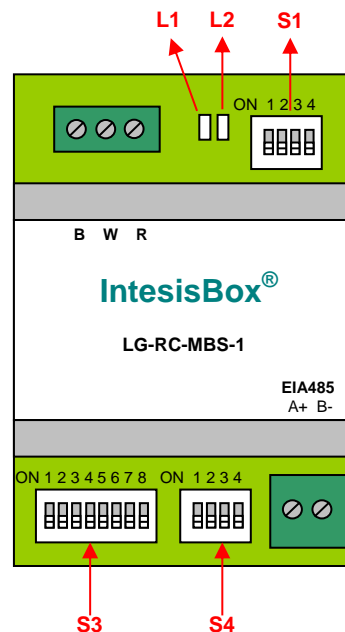 L1 L2 S1
ON 1 2 3 4
B W R
IntesisBox®
LG-RC-MBS-1
EIA485
A+ B-
ON 1 2 3 4 5 6 7 8 ON 1 2 3 4
S3 S4